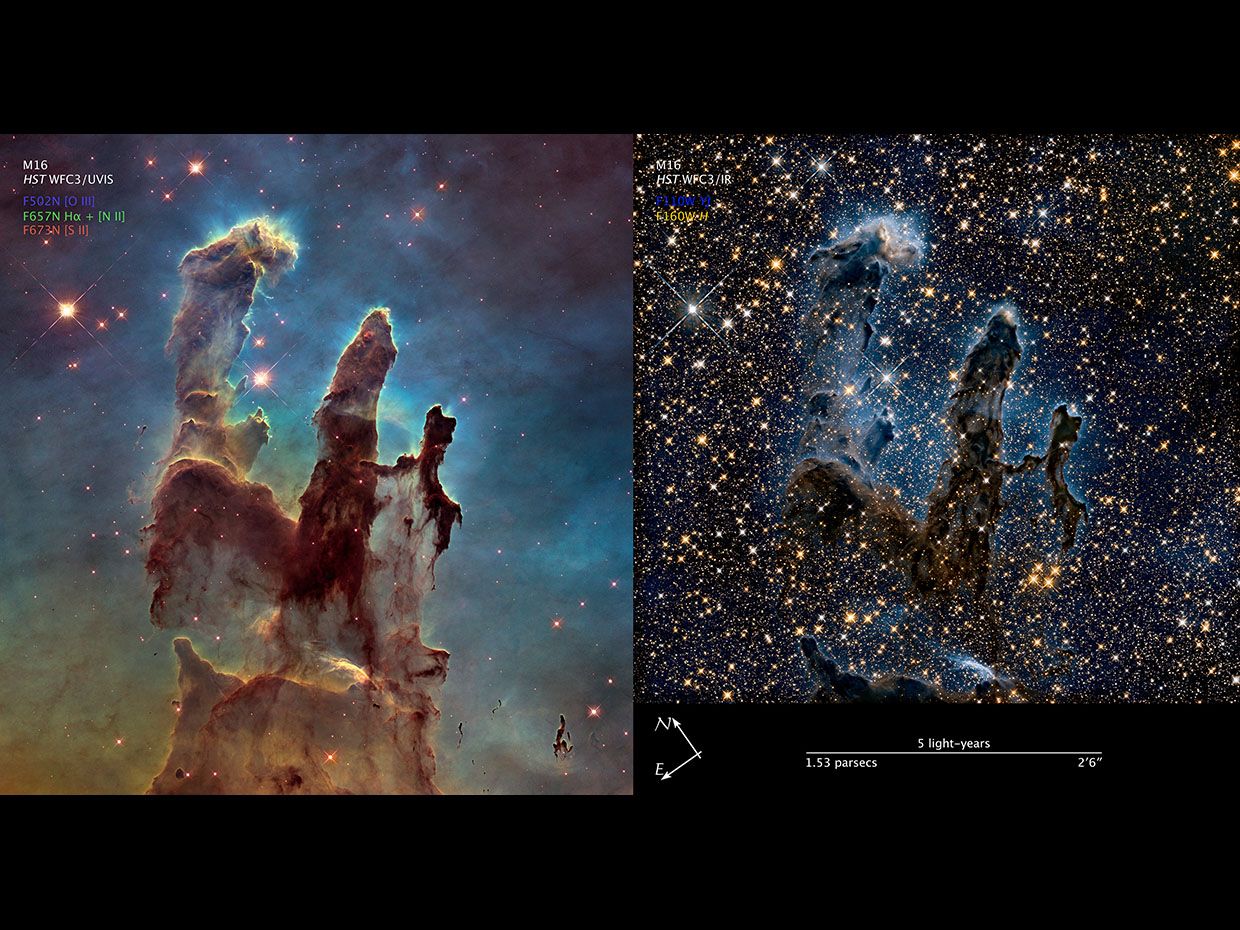 M16
HST WFC3/UVIS
F502N [O III]
F657N Hα + [N II]
F673N [S II]
M16
HST WFC3/IR
F110W YJ
F160W H
N
E
5 light-years
1.53 parsecs
2'6"